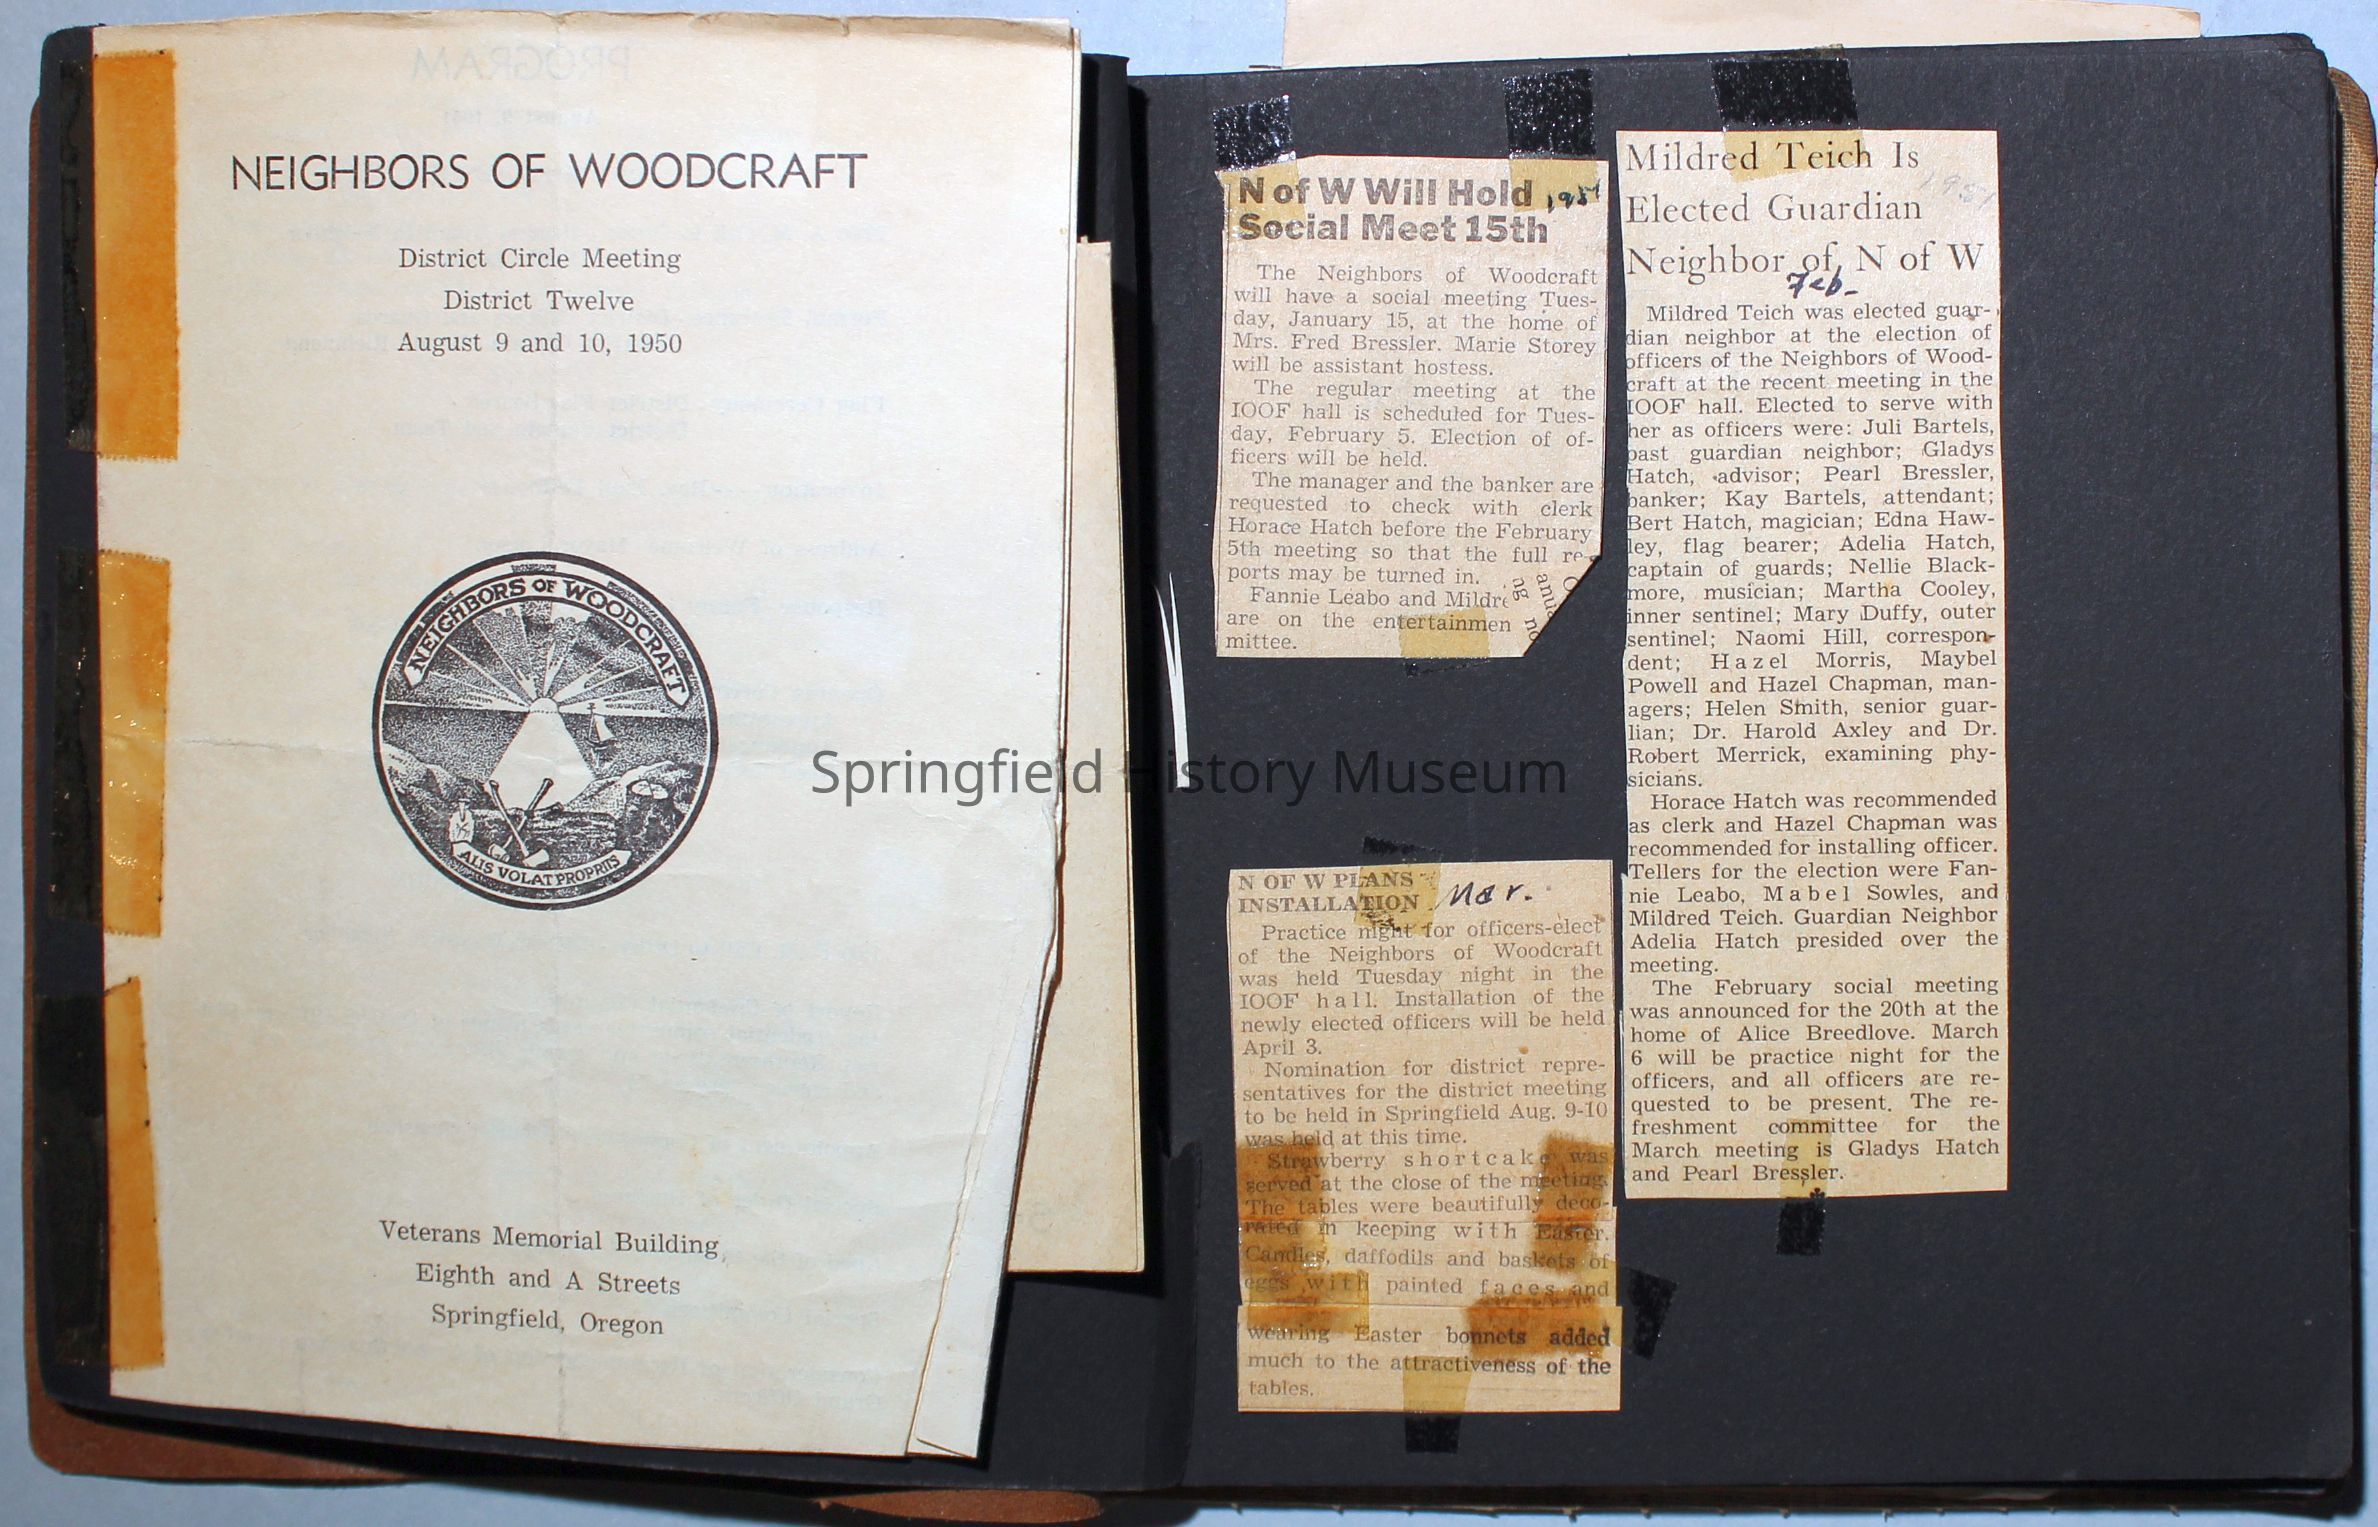 NEIGHBORS OF WOODCRAFT
District Circle Meeting
District Twelve
August 9 and 10, 1950
NEIGHBORS OF WOODCRAFT
ALIS VOLAT PROPRIIS
Veterans Memorial Building,
Eighth and A Streets
Springfield, Oregon
PROGRAM
N of W Will Hold
Social Meet 15th
The Neighbors of Woodcraft
will have a social meeting Tues-
day, January 15, at the home of
Mrs. Fred Bressler. Marie Storey
will be assistant hostess.
The regular meeting at the
IOOF hall is scheduled for Tues-
day, February 5. Election of of-
ficers will be held.
The manager and the banker are
requested to check with clerk
Horace Hatch before the February
5th meeting so that the full re-
ports may be turned in.
Fannie Leabo and Mildre
are on the entertainmen
mittee.
N OF W PLANS
INSTALLATION Mar.
Practice night for officers-elect
of the Neighbors of Woodcraft
was held Tuesday night in the
IOOF hall. Installation of the
newly elected officers will be held
April 3.
Nomination for district repre-
sentatives for the district meeting
to be held in Springfield Aug. 9-10
was held at this time.
Strawberry shortcake was
served at the close of the meeting.
The tables were beautifully deco-
rated in keeping with Easter.
Candles, daffodils and baskets of
eggs with painted faces and
wearing Easter bonnets added
much to the attractiveness of the
tables.
Mildred Teich Is
Elected Guardian
Neighbor of N of W
Feb.
Mildred Teich was elected guar-
dian neighbor at the election of
officers of the Neighbors of Wood-
craft at the recent meeting in the
IOOF hall. Elected to serve with
her as officers were: Juli Bartels,
past guardian neighbor; Gladys
Hatch, advisor; Pearl Bressler,
banker; Kay Bartels, attendant;
Bert Hatch, magician; Edna Haw-
ley, flag bearer; Adelia Hatch,
captain of guards; Nellie Black-
more, musician; Martha Cooley,
inner sentinel; Mary Duffy, outer
sentinel; Naomi Hill, correspon-
dent; Hazel Morris, Maybel
Powell and Hazel Chapman, man-
agers; Helen Smith, senior guar-
lian; Dr. Harold Axley and Dr.
Robert Merrick, examining phy-
sicians.
Horace Hatch was recommended
as clerk and Hazel Chapman was
recommended for installing officer.
Tellers for the election were Fan-
nie Leabo, Mabel Sowles, and
Mildred Teich. Guardian Neighbor
Adelia Hatch presided over the
meeting.
The February social meeting
was announced for the 20th at the
home of Alice Breedlove. March
6 will be practice night for the
officers, and all officers are re-
quested to be present. The re-
freshment committee for the
March meeting is Gladys Hatch
and Pearl Bressler.
Springfield History Museum